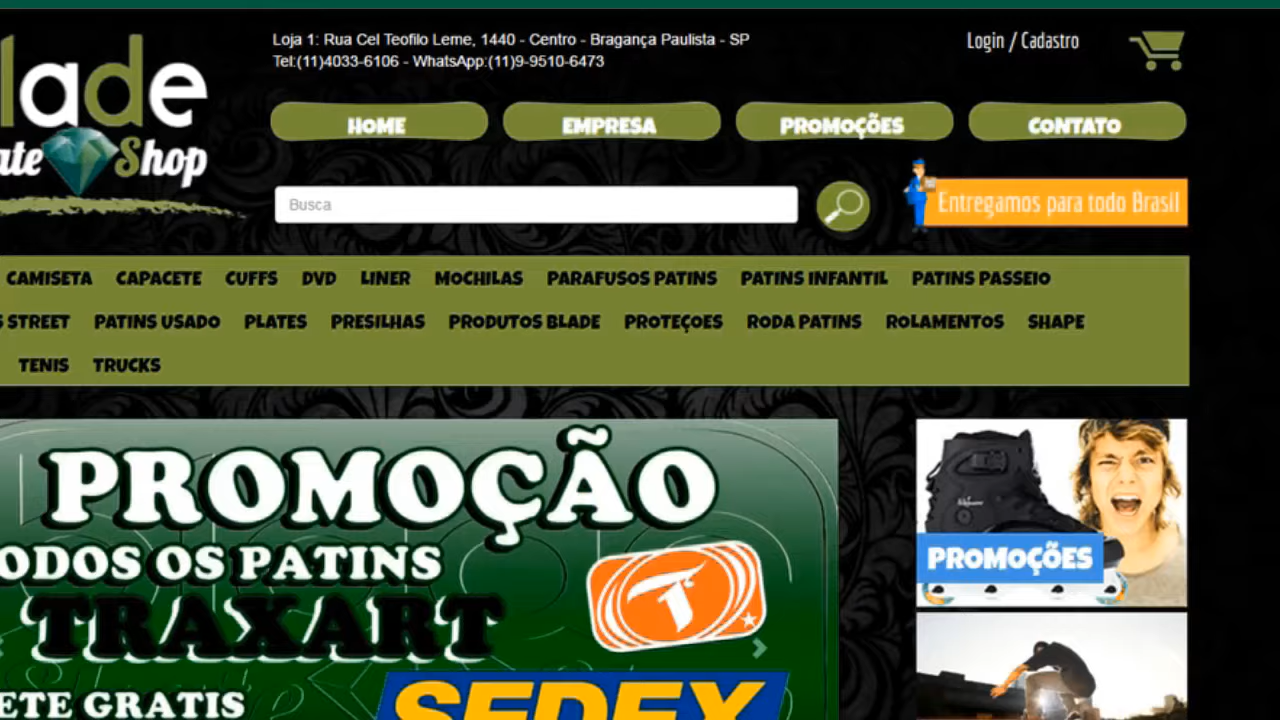 Loja 1: Rua Cel Teofilo Leme, 1440 - Centro - Bragança Paulista - SP
Tel:(11)4033-6106 - WhatsApp:(11)9-9510-6473
Login / Cadastro
lade
ate Shop
HOME EMPRESA PROMOÇÕES CONTATO
Busca
Entregamos para todo Brasil
CAMISETA CAPACETE CUFFS DVD LINER MOCHILAS PARAFUSOS PATINS PATINS INFANTIL PATINS PASSEIO
S STREET PATINS USADO PLATES PRESILHAS PRODUTOS BLADE PROTEÇOES RODA PATINS ROLAMENTOS SHAPE
TENIS TRUCKS
PROMOÇÃO
ODOS OS PATINS
TRAXART
ETE GRATIS
SEDEX
T
PROMOÇÕES